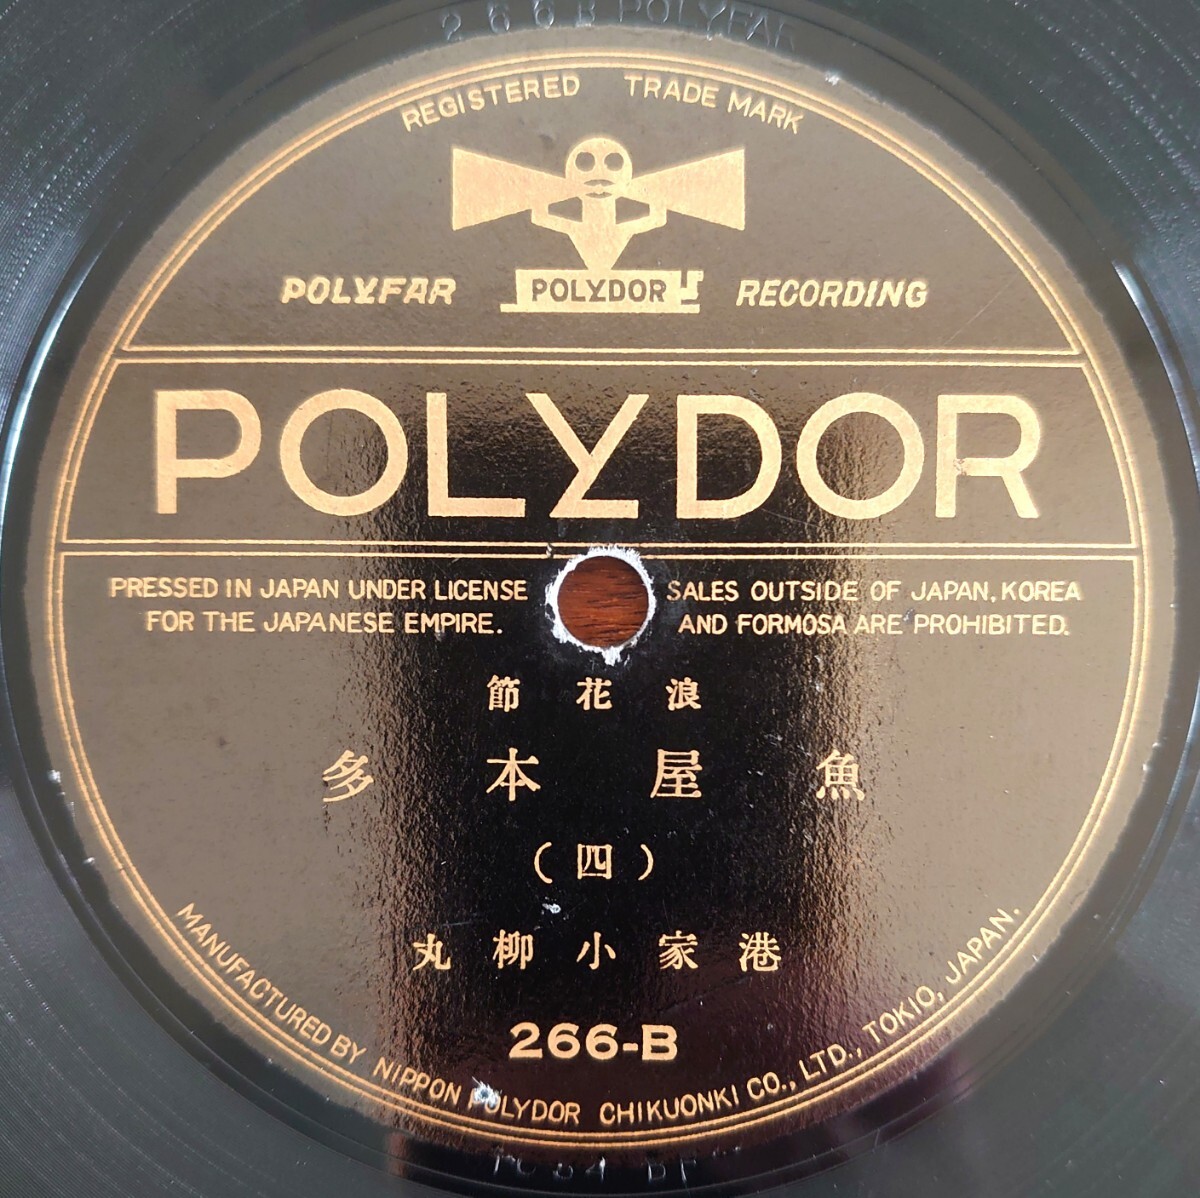 266B POLYFAR
REGISTERED TRADE MARK
POLYFAR POLYDOR RECORDING
POLYDOR
PRESSED IN JAPAN UNDER LICENSE
FOR THE JAPANESE EMPIRE.
SALES OUTSIDE OF JAPAN, KOREA
AND FORMOSA ARE PROHIBITED.
節花浪
多本屋魚
(四)
丸柳小家港
266-B
MANUFACTURED BY NIPPON POLYDOR CHIKUONKI CO., LTD., TOKIO, JAPAN.